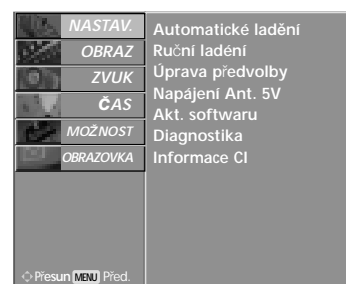 NASTAV.
OBRAZ
ZVUK
ČAS
MOŽNOST
OBRAZOVKA
Automatické ladění
Ruční ladéní
Úprava předvolby
Napájení Ant. 5V
Akt. softwaru
Diagnostika
Informace CI
Přesun MENU Před.